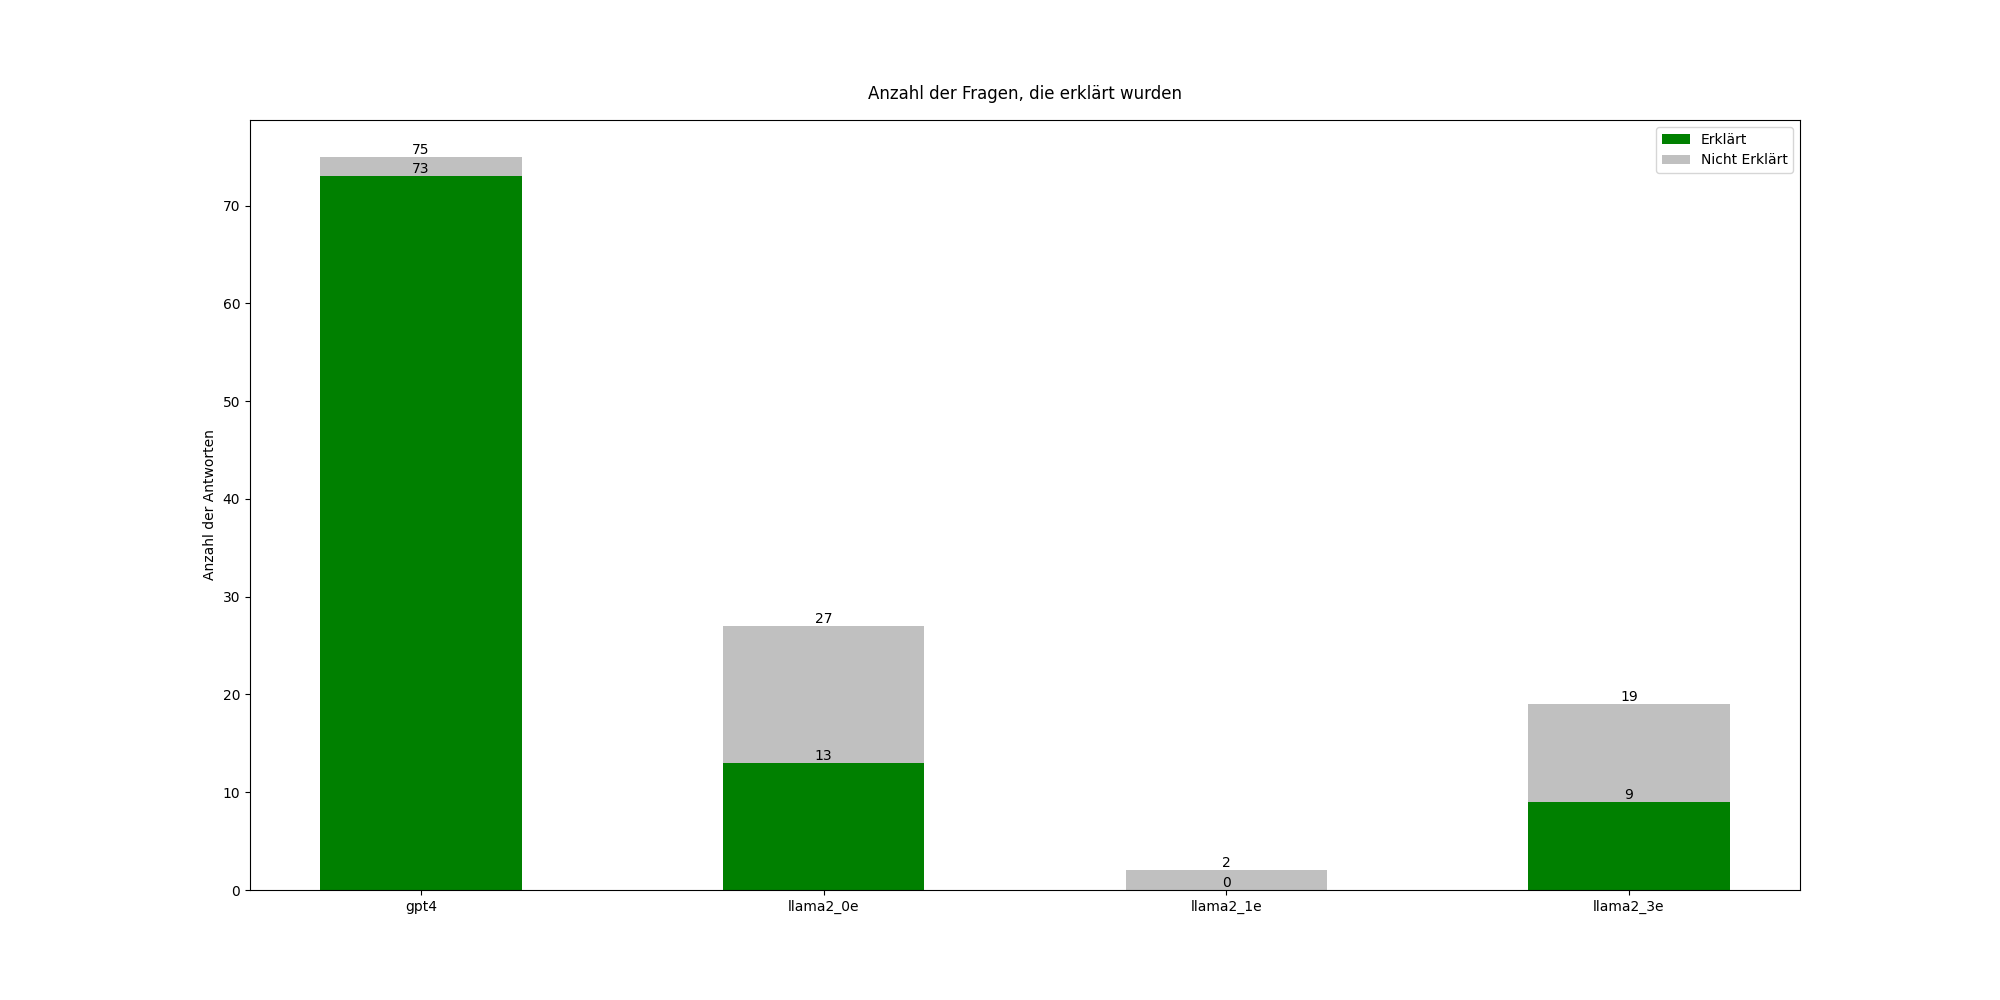 Anzahl der Fragen, die erklärt wurden
Erklärt
Nicht Erklärt
Anzahl der Antworten
70
60
50
40
30
20
10
0
75
73
27
13
2
0
19
9
gpt4
llama2_0e
llama2_1e
llama2_3e